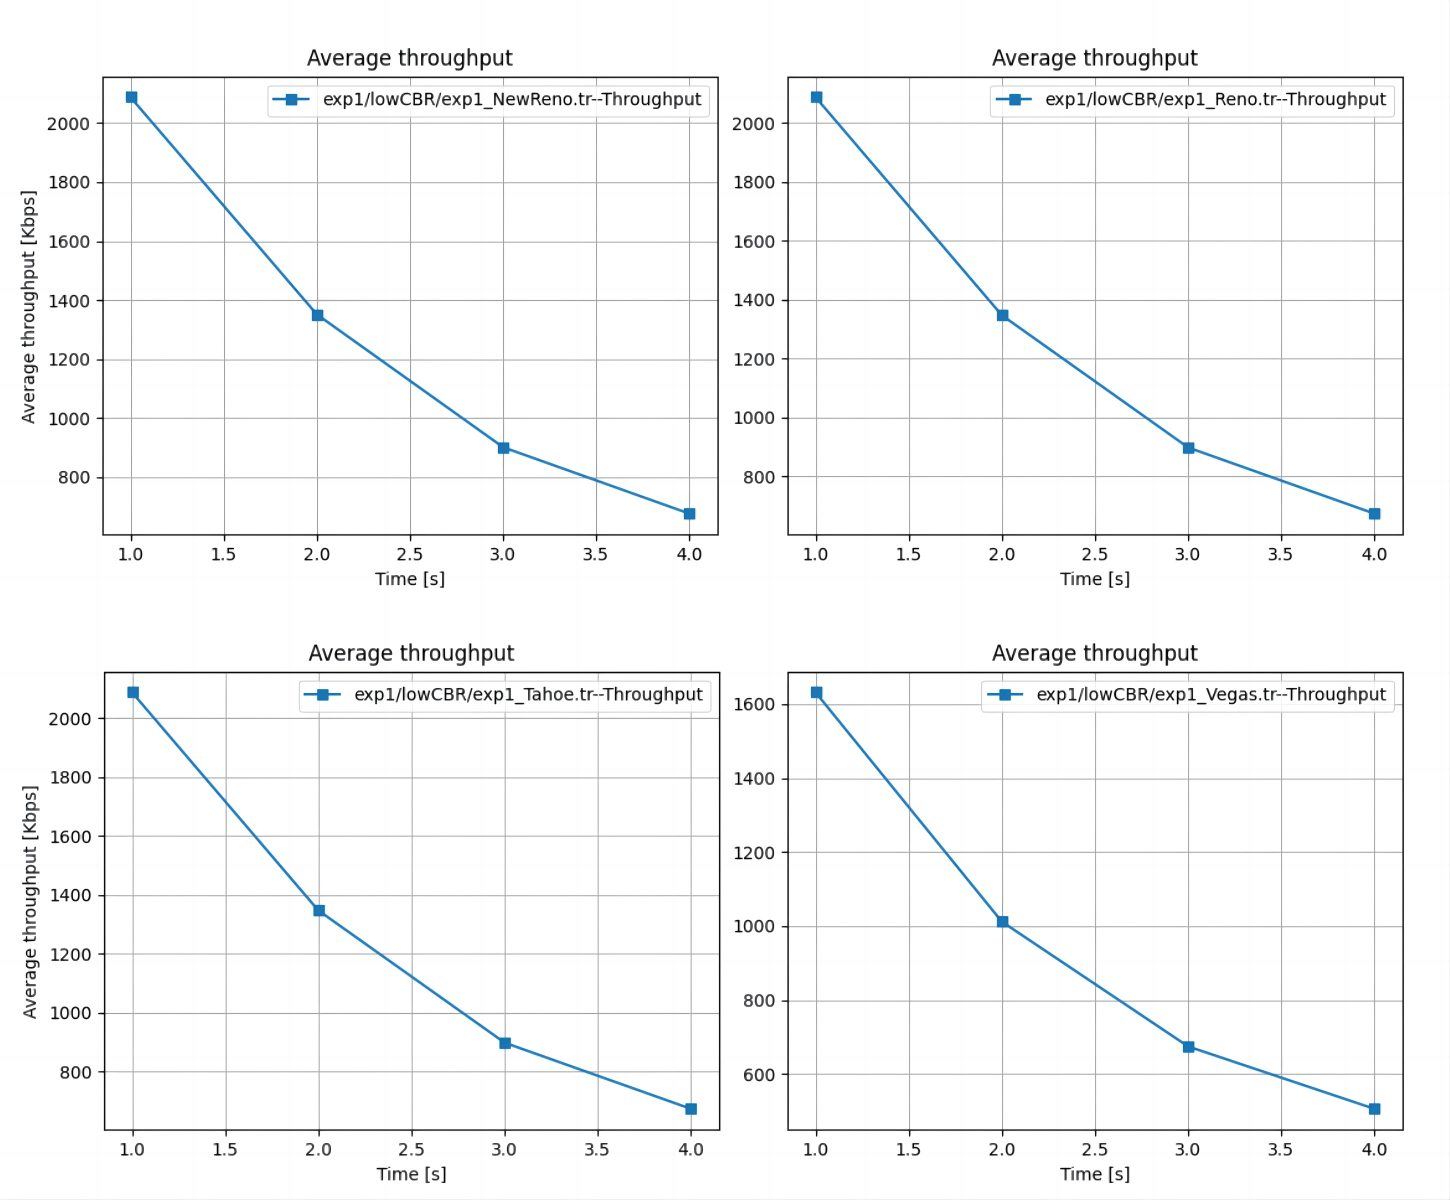 Average throughput
exp1/lowCBR/exp1_NewReno.tr--Throughput
2000
1800
1600
1400
1200
1000
800
Average throughput [Kbps]
1.0 1.5 2.0 2.5 3.0 3.5 4.0
Time [s]
Average throughput
exp1/lowCBR/exp1_Reno.tr--Throughput
2000
1800
1600
1400
1200
1000
800
1.0 1.5 2.0 2.5 3.0 3.5 4.0
Time [s]
Average throughput
exp1/lowCBR/exp1_Tahoe.tr--Throughput
2000
1800
1600
1400
1200
1000
800
Average throughput [Kbps]
1.0 1.5 2.0 2.5 3.0 3.5 4.0
Time [s]
Average throughput
exp1/lowCBR/exp1_Vegas.tr--Throughput
1600
1400
1200
1000
800
600
1.0 1.5 2.0 2.5 3.0 3.5 4.0
Time [s]